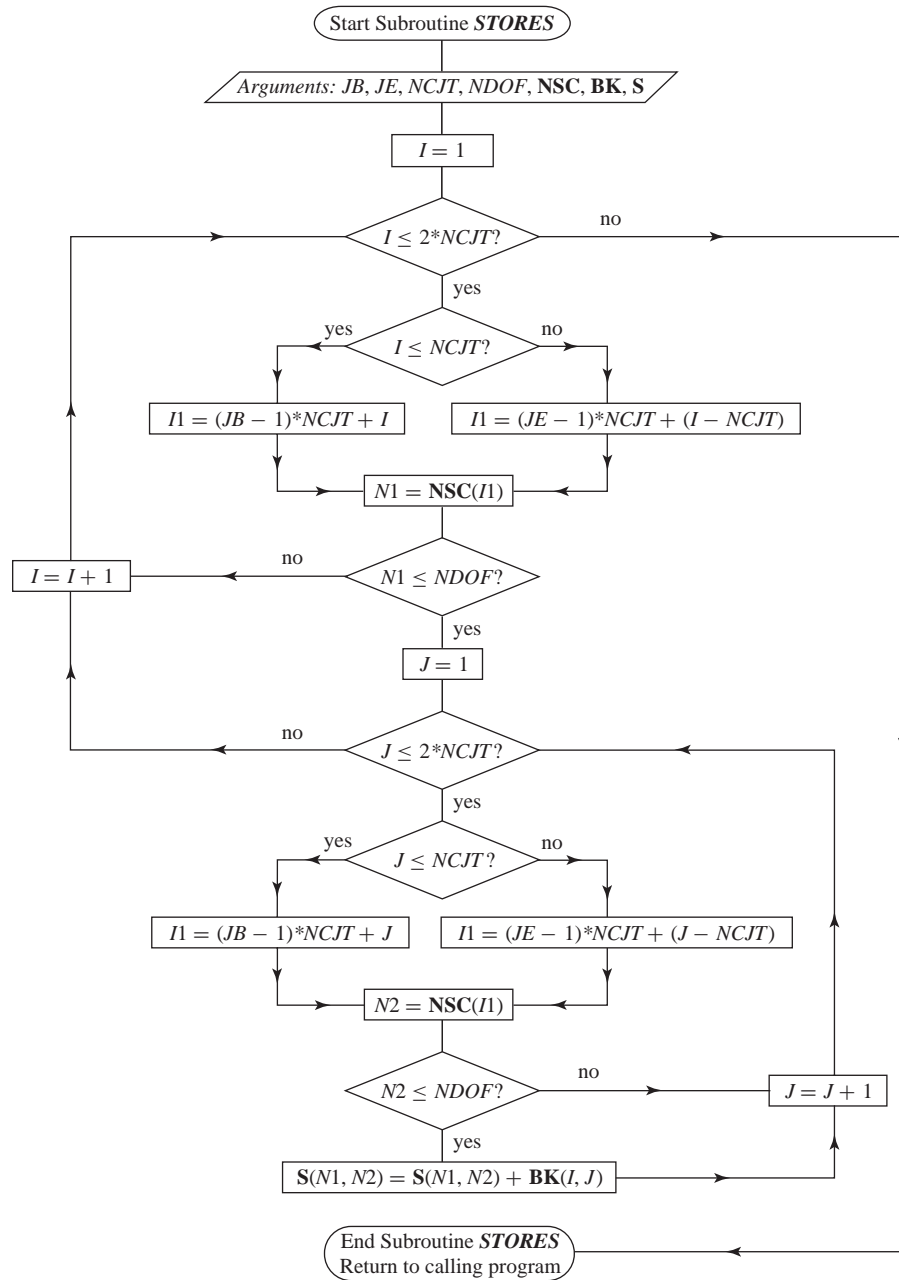 Start Subroutine STORES
Arguments: JB, JE, NCJT, NDOF, NSC, BK, S
I = 1
I ≤ 2*NCJT?
no
yes
I ≤ NCJT?
yes
no
I1 = (JB − 1)*NCJT + I
I1 = (JE − 1)*NCJT + (I − NCJT)
N1 = NSC(I1)
N1 ≤ NDOF?
no
I = I + 1
yes
J = 1
J ≤ 2*NCJT?
no
yes
J ≤ NCJT?
yes
no
I1 = (JB − 1)*NCJT + J
I1 = (JE − 1)*NCJT + (J − NCJT)
N2 = NSC(I1)
N2 ≤ NDOF?
no
J = J + 1
yes
S(N1, N2) = S(N1, N2) + BK(I, J)
End Subroutine STORES
Return to calling program